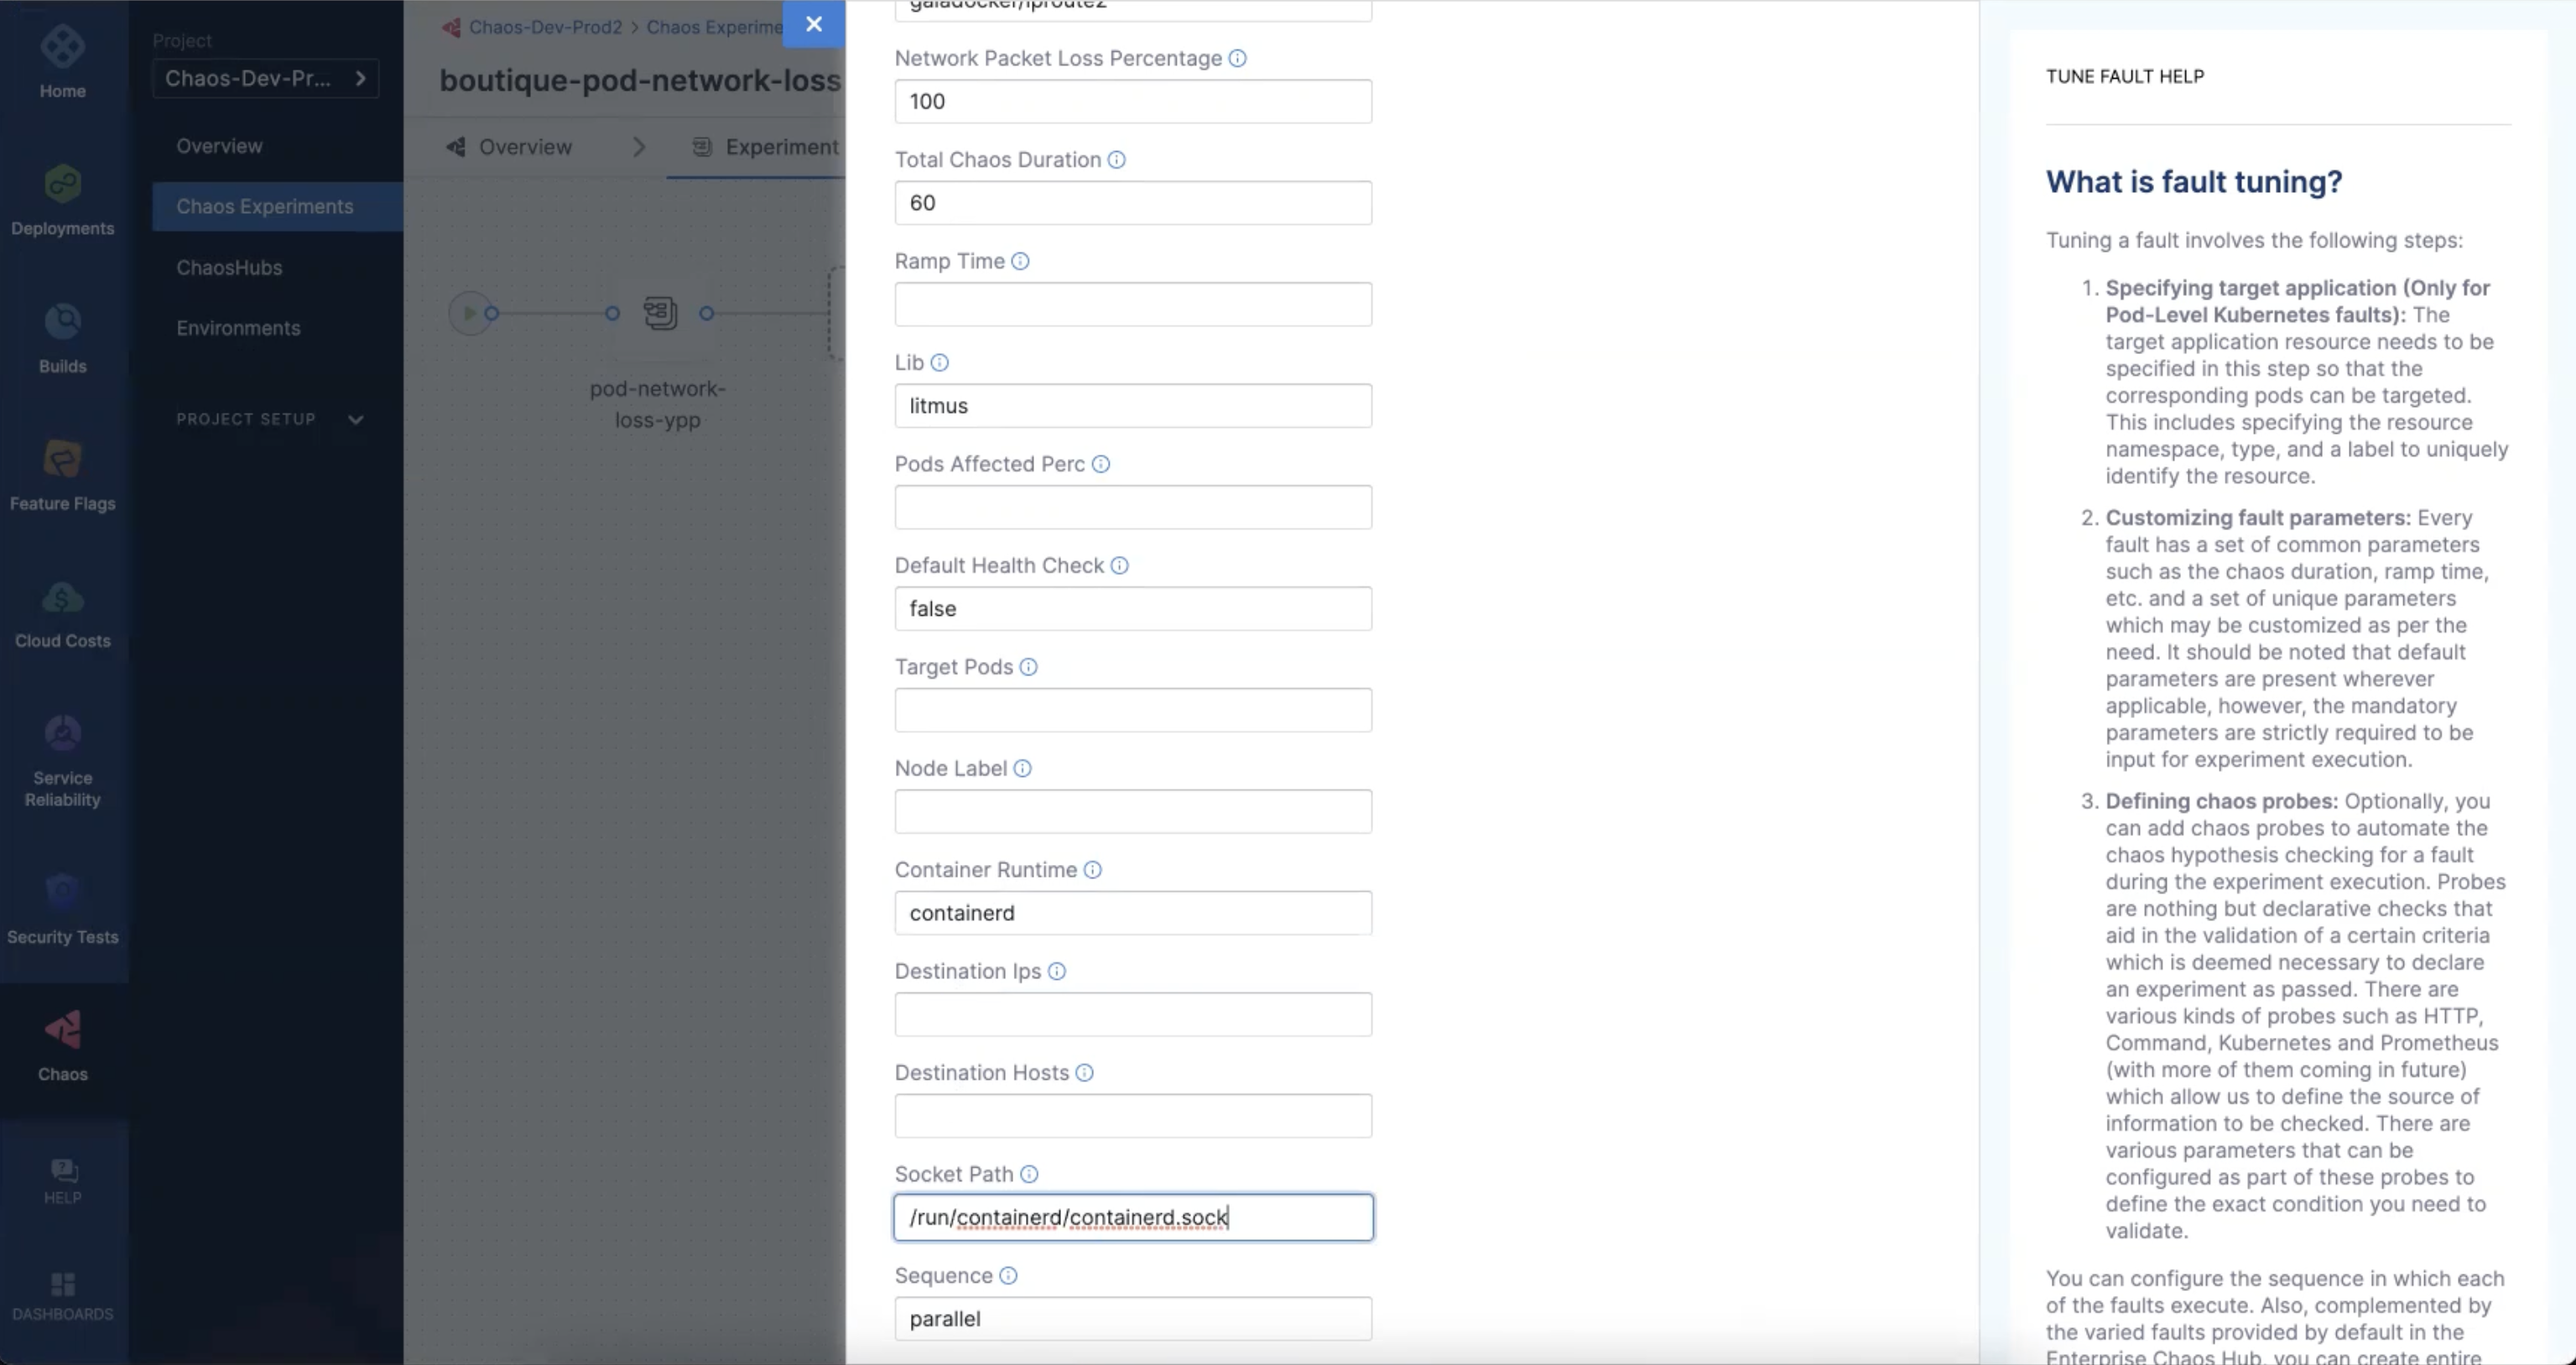 Home
Deployments
Builds
Feature Flags
Cloud Costs
Service
Reliability
Security Tests
Chaos
HELP
DASHBOARDS
Project
Chaos-Dev-Pr...
Overview
Chaos Experiments
ChaosHubs
Environments
PROJECT SETUP
Chaos-Dev-Prod2 > Chaos Experime
boutique-pod-network-loss
Overview
Experiment
pod-network-
loss-ypp
gaiadocker/iproute2
Network Packet Loss Percentage
100
Total Chaos Duration
60
Ramp Time
Lib
litmus
Pods Affected Perc
Default Health Check
false
Target Pods
Node Label
Container Runtime
containerd
Destination Ips
Destination Hosts
Socket Path
/run/containerd/containerd.sock
Sequence
parallel
TUNE FAULT HELP
What is fault tuning?
Tuning a fault involves the following steps:
1. Specifying target application (Only for
Pod-Level Kubernetes faults): The
target application resource needs to be
specified in this step so that the
corresponding pods can be targeted.
This includes specifying the resource
namespace, type, and a label to uniquely
identify the resource.
2. Customizing fault parameters: Every
fault has a set of common parameters
such as the chaos duration, ramp time,
etc. and a set of unique parameters
which may be customized as per the
need. It should be noted that default
parameters are present wherever
applicable, however, the mandatory
parameters are strictly required to be
input for experiment execution.
3. Defining chaos probes: Optionally, you
can add chaos probes to automate the
chaos hypothesis checking for a fault
during the experiment execution. Probes
are nothing but declarative checks that
aid in the validation of a certain criteria
which is deemed necessary to declare
an experiment as passed. There are
various kinds of probes such as HTTP,
Command, Kubernetes and Prometheus
(with more of them coming in future)
which allow us to define the source of
information to be checked. There are
various parameters that can be
configured as part of these probes to
define the exact condition you need to
validate.
You can configure the sequence in which each
of the faults execute. Also, complemented by
the varied faults provided by default in the
Enterprise Chaos Hub, you can create entire